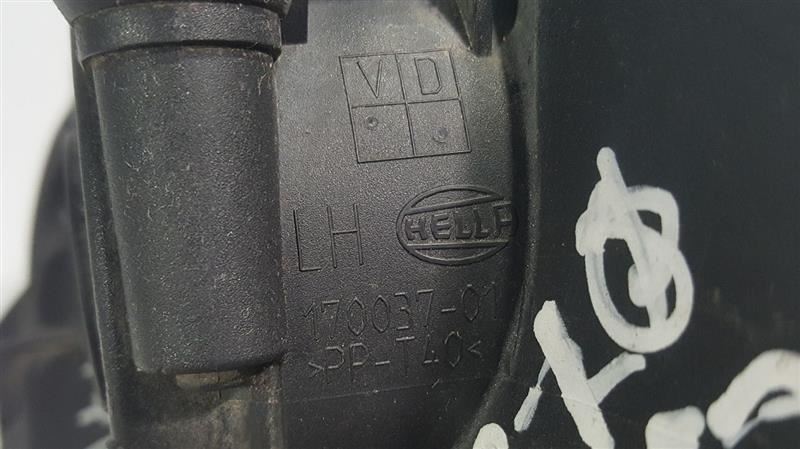 V D
LH HELLA
170037-01
>PP-T40<